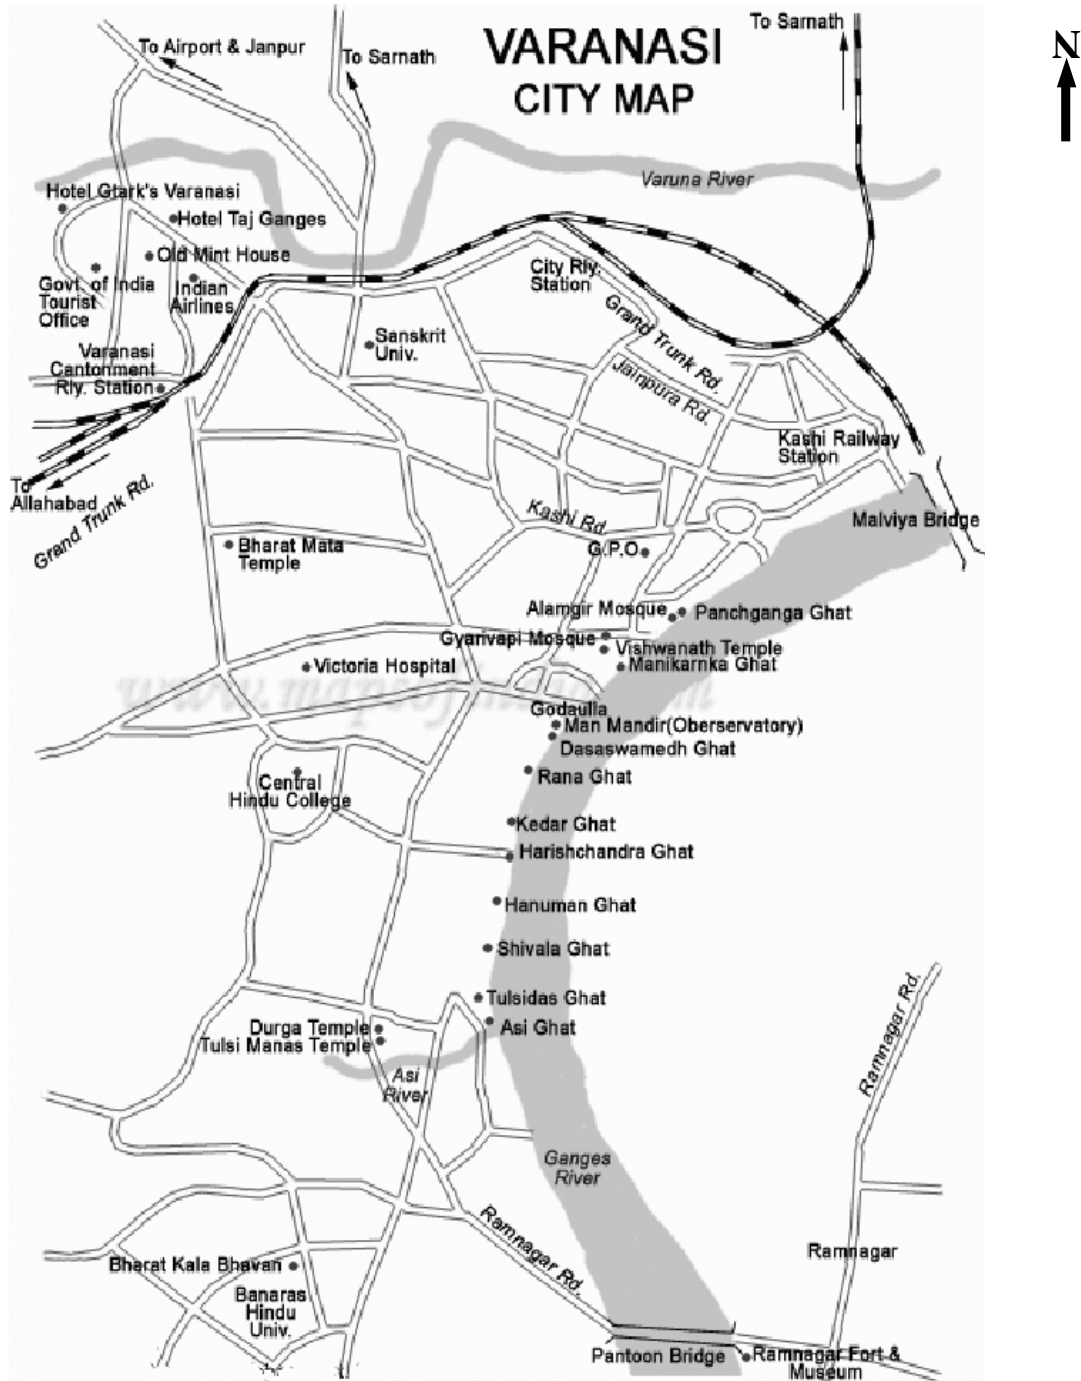 VARANASI
CITY MAP
N
To Airport & Janpur
To Sarnath
To Sarnath
Varuna River
Hotel Glark's Varanasi
Hotel Taj Ganges
Old Mint House
Govt. of India
Tourist
Office
Indian
Airlines
City Rly.
Station
Grand Trunk Rd.
Sanskrit
Univ.
Varanasi
Cantonment
Rly. Station
Jainpura Rd.
Kashi Railway
Station
To
Allahabad
Grand Trunk Rd.
Kashi Rd.
Malviya Bridge
Bharat Mata
Temple
G.P.O.
Alamgir Mosque
Panchganga Ghat
Gyanvapi Mosque
Vishwanath Temple
Manikarnka Ghat
Victoria Hospital
www.mapsofindia.com
Godaulla
Man Mandir(Oberservatory)
Dasaswamedh Ghat
Rana Ghat
Central
Hindu College
Kedar Ghat
Harishchandra Ghat
Hanuman Ghat
Shivala Ghat
Tulsidas Ghat
Asi Ghat
Durga Temple
Tulsi Manas Temple
Asi
River
Ramnagar Rd.
Ganges
River
Ramnagar Rd.
Ramnagar
Bharat Kala Bhavan
Banaras
Hindu
Univ.
Pantoon Bridge
Ramnagar Fort &
Museum